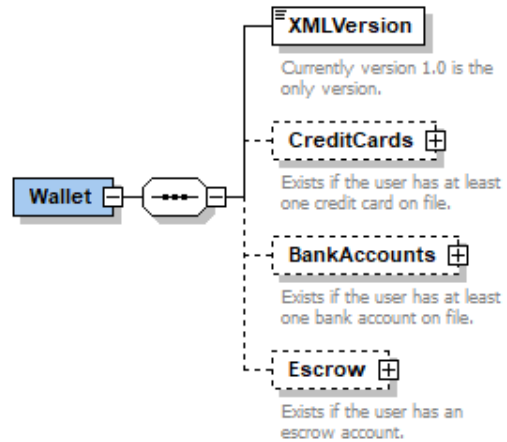 XMLVersion
Currently version 1.0 is the
only version.
CreditCards
Exists if the user has at least
one credit card on file.
Wallet
BankAccounts
Exists if the user has at least
one bank account on file.
Escrow
Exists if the user has an
escrow account.